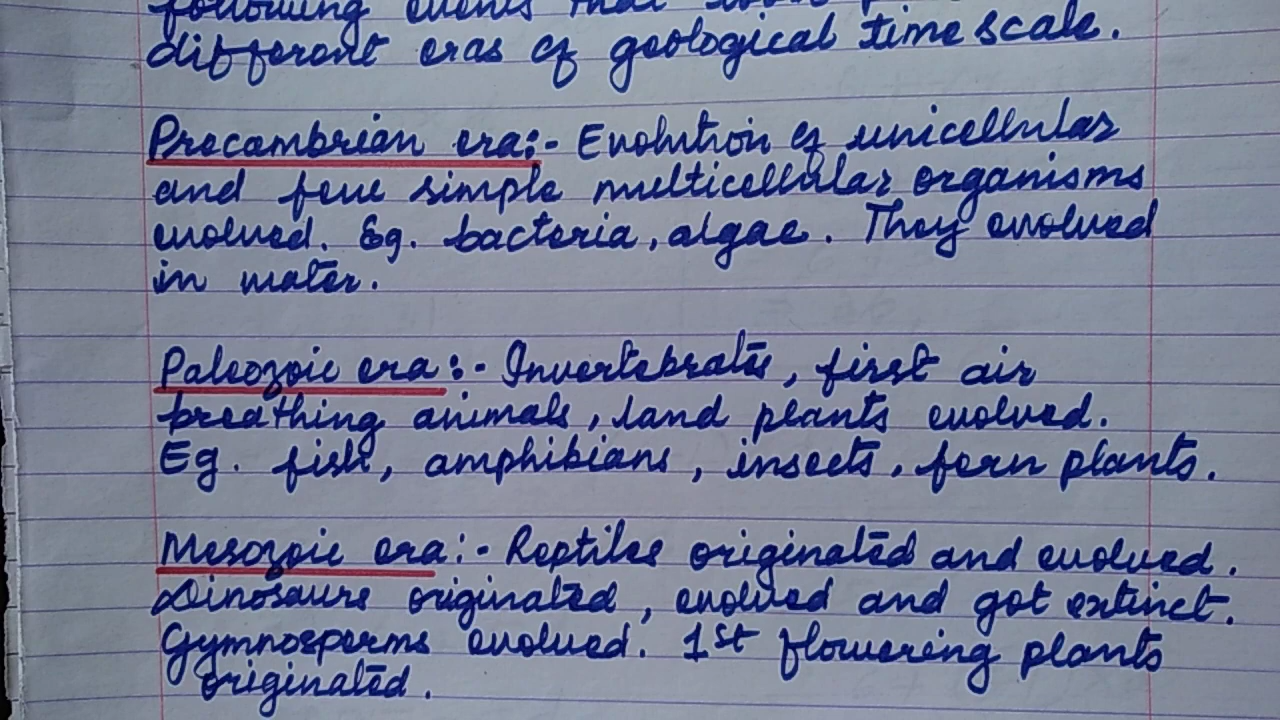 following events that
different eras of geological time scale.
Precambrian era:- Evolution of unicellular
and few simple multicellular organisms
evolved. Eg. bacteria, algae. They evolved
in water.
Paleozoic era:- Invertebrates, first air
breathing animals, land plants evolved.
Eg. fish, amphibians, insects, fern plants.
Mesozoic era:- Reptiles originated and evolved.
Dinosaurs originated, evolved and got extinct.
Gymnosperms evolved. 1st flowering plants
originated.